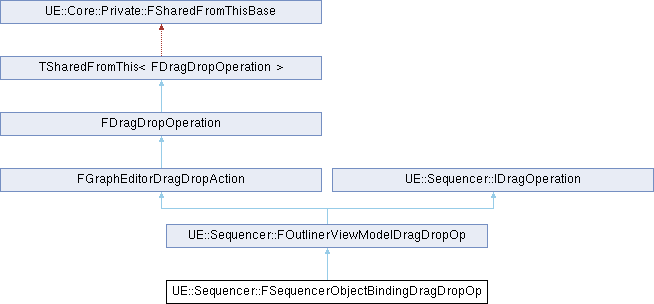 UE::Core::Private::FSharedFromThisBase
TSharedFromThis< FDragDropOperation >
FDragDropOperation
FGraphEditorDragDropAction
UE::Sequencer::IDragOperation
UE::Sequencer::FOutlinerViewModelDragDropOp
UE::Sequencer::FSequencerObjectBindingDragDropOp